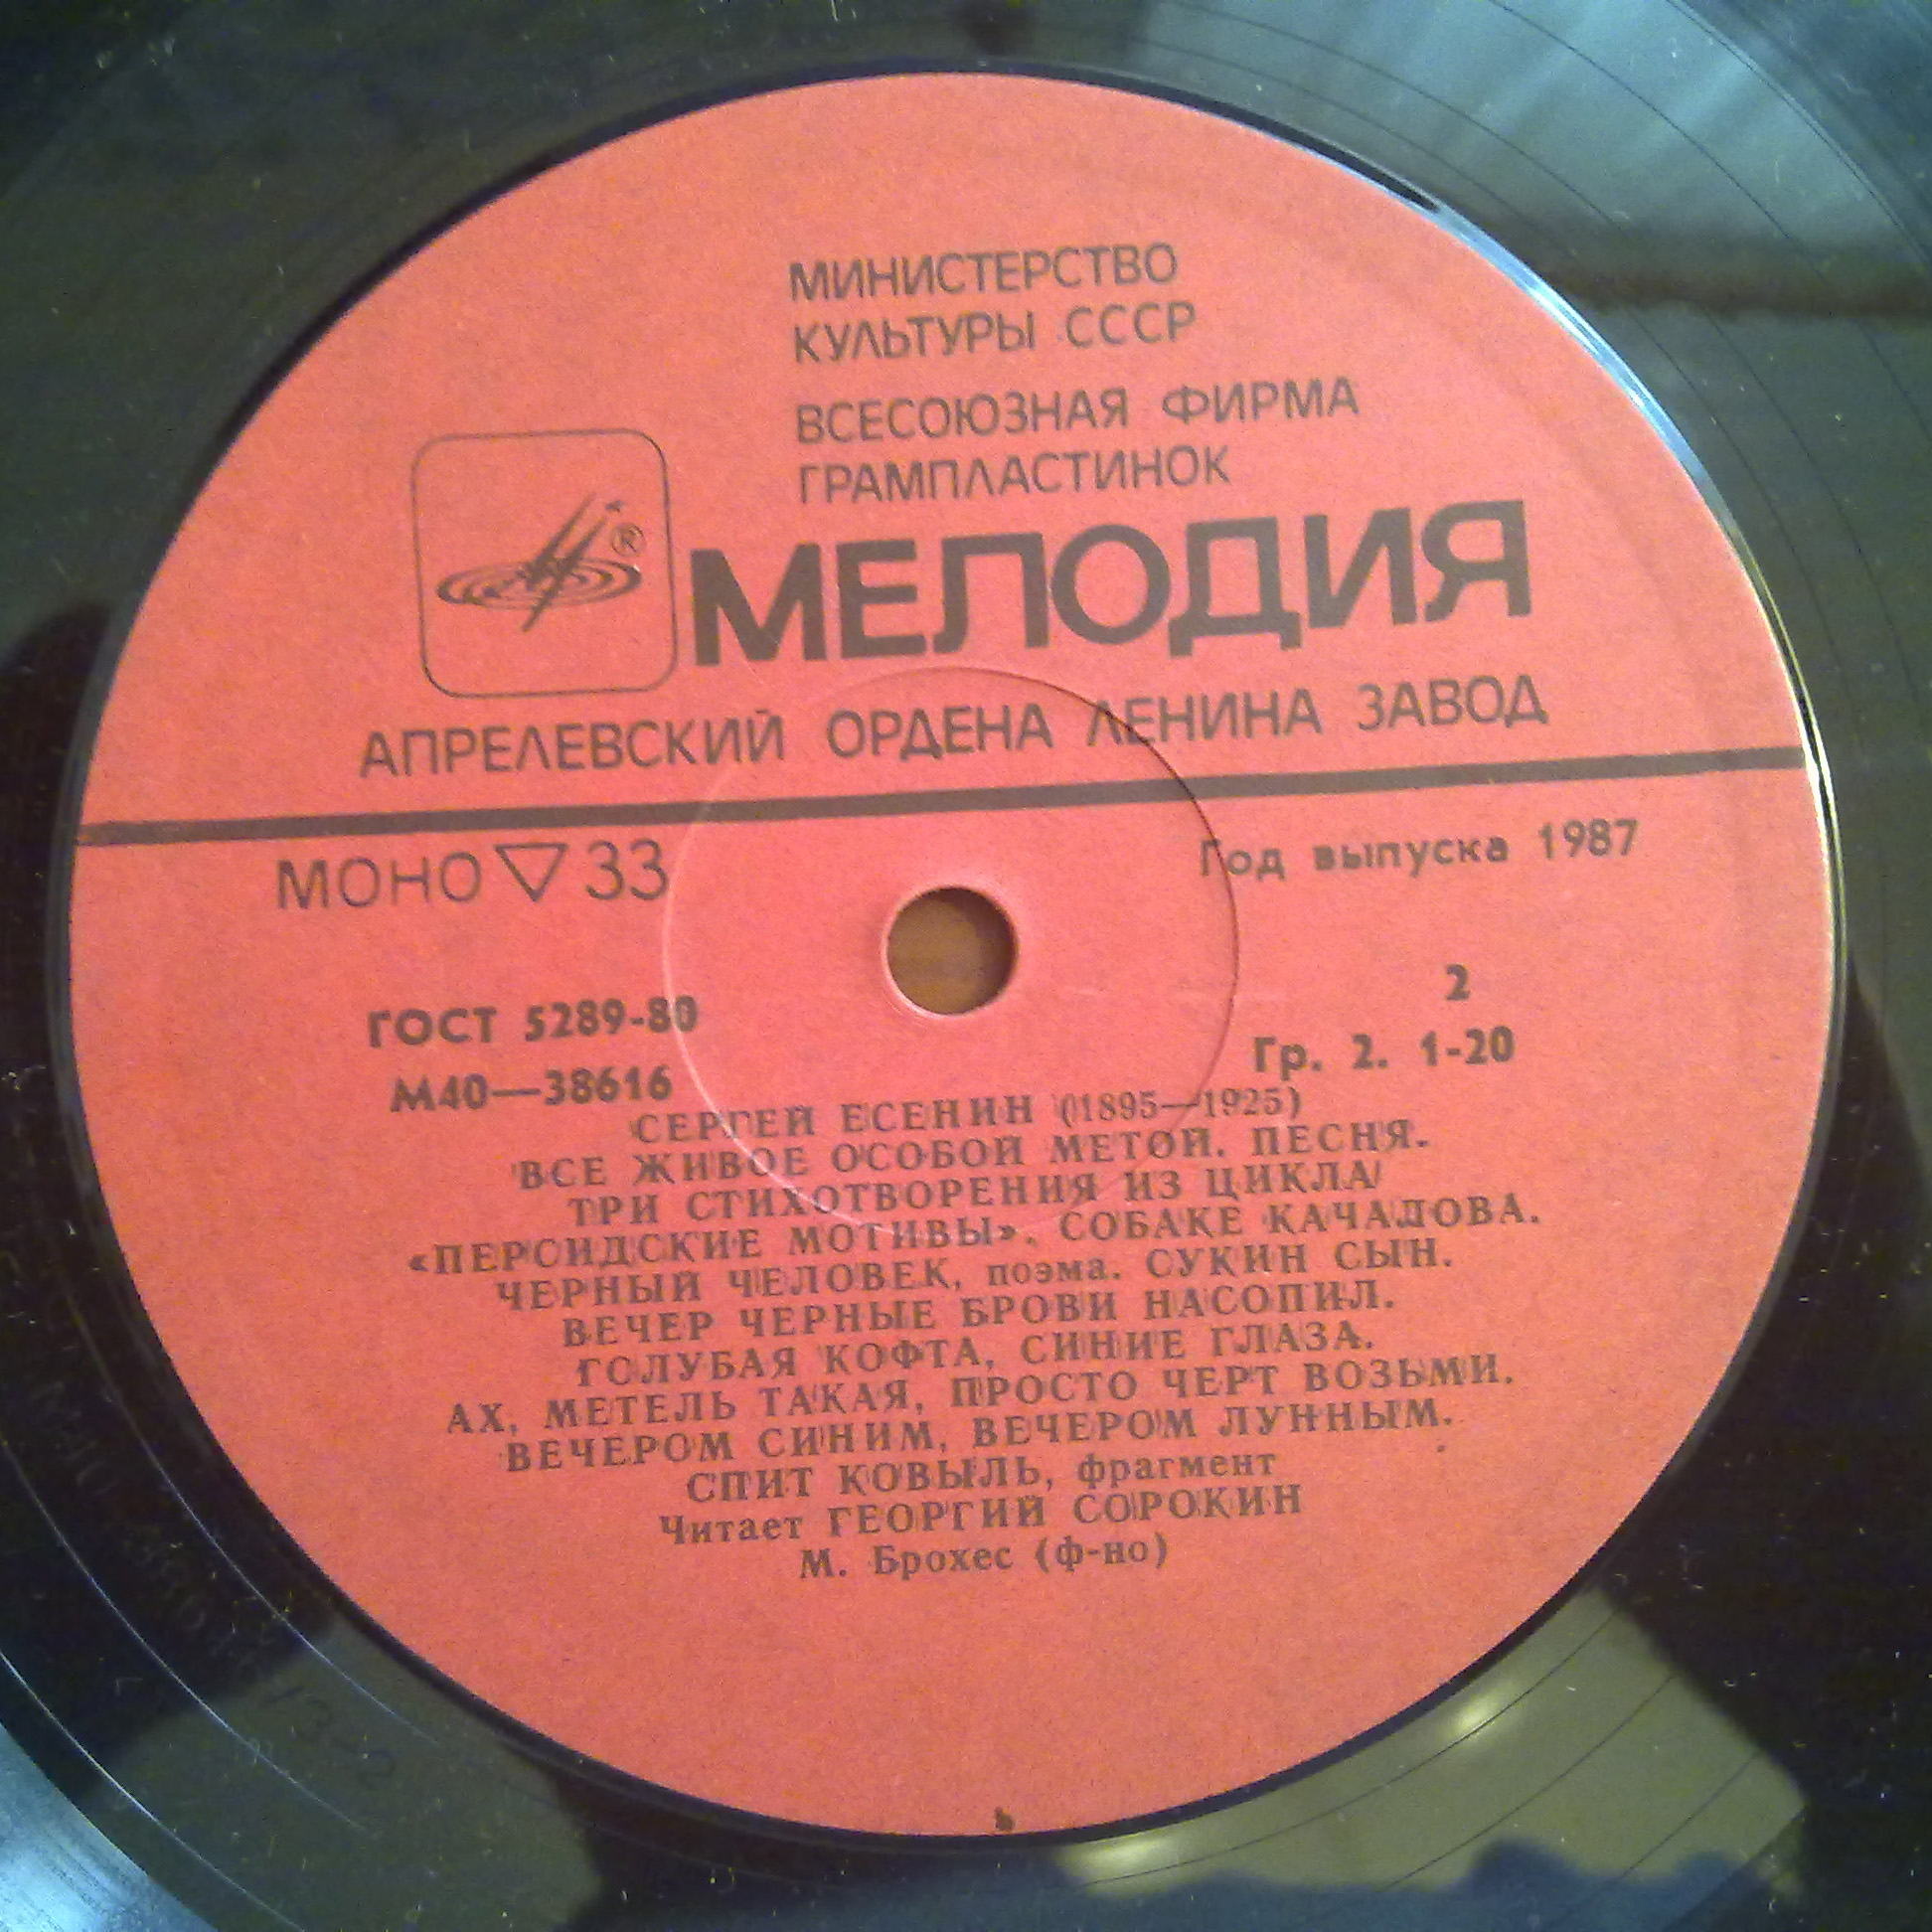 МИНИСТЕРСТВО
КУЛЬТУРЫ СССР
ВСЕСОЮЗНАЯ ФИРМА
ГРАМПЛАСТИНОК
®
МЕЛОДИЯ
АПРЕЛЕВСКИЙ ОРДЕНА ЛЕНИНА ЗАВОД
МОНО ▽ 33
Год выпуска 1987
ГОСТ 5289-80
2
М40—38616
Гр. 2. 1-20
СЕРГЕЙ ЕСЕНИН (1895—1925)
ВСЕ ЖИВОЕ ОСОБОЙ МЕТОЙ. ПЕСНЯ.
ТРИ СТИХОТВОРЕНИЯ ИЗ ЦИКЛА
«ПЕРСИДСКИЕ МОТИВЫ». СОБАКЕ КАЧАЛОВА.
ЧЕРНЫЙ ЧЕЛОВЕК, поэма. СУКИН СЫН.
ВЕЧЕР ЧЕРНЫЕ БРОВИ НАСОПИЛ.
ГОЛУБАЯ КОФТА, СИНИЕ ГЛАЗА.
АХ, МЕТЕЛЬ ТАКАЯ, ПРОСТО ЧЕРТ ВОЗЬМИ.
ВЕЧЕРОМ СИНИМ, ВЕЧЕРОМ ЛУННЫМ.
СПИТ КОВЫЛЬ, фрагмент
Читает ГЕОРГИЙ СОРОКИН
М. Брохес (ф-но)